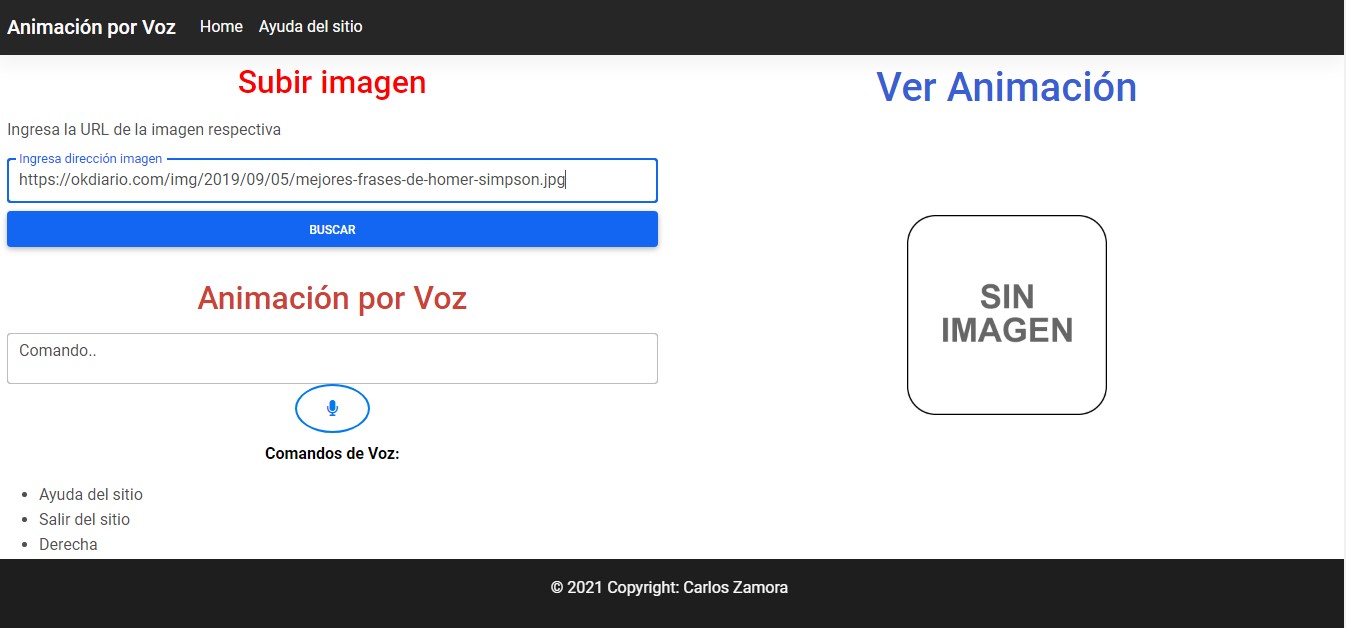 Animación por Voz Home Ayuda del sitio
Subir imagen
Ingresa la URL de la imagen respectiva
Ingresa dirección imagen
https://okdiario.com/img/2019/09/05/mejores-frases-de-homer-simpson.jpg
BUSCAR
Animación por Voz
Comando..
Comandos de Voz:
Ayuda del sitio
Salir del sitio
Derecha
Ver Animación
SIN
IMAGEN
© 2021 Copyright: Carlos Zamora